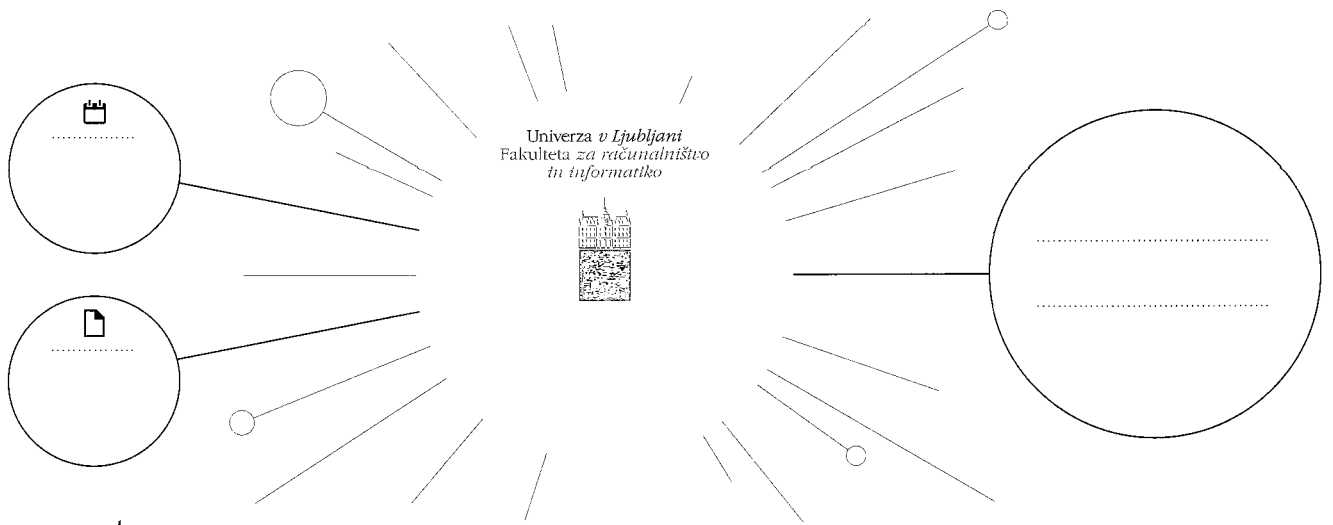 Univerza v Ljubljani
Fakulteta za računalništvo
in informatiko